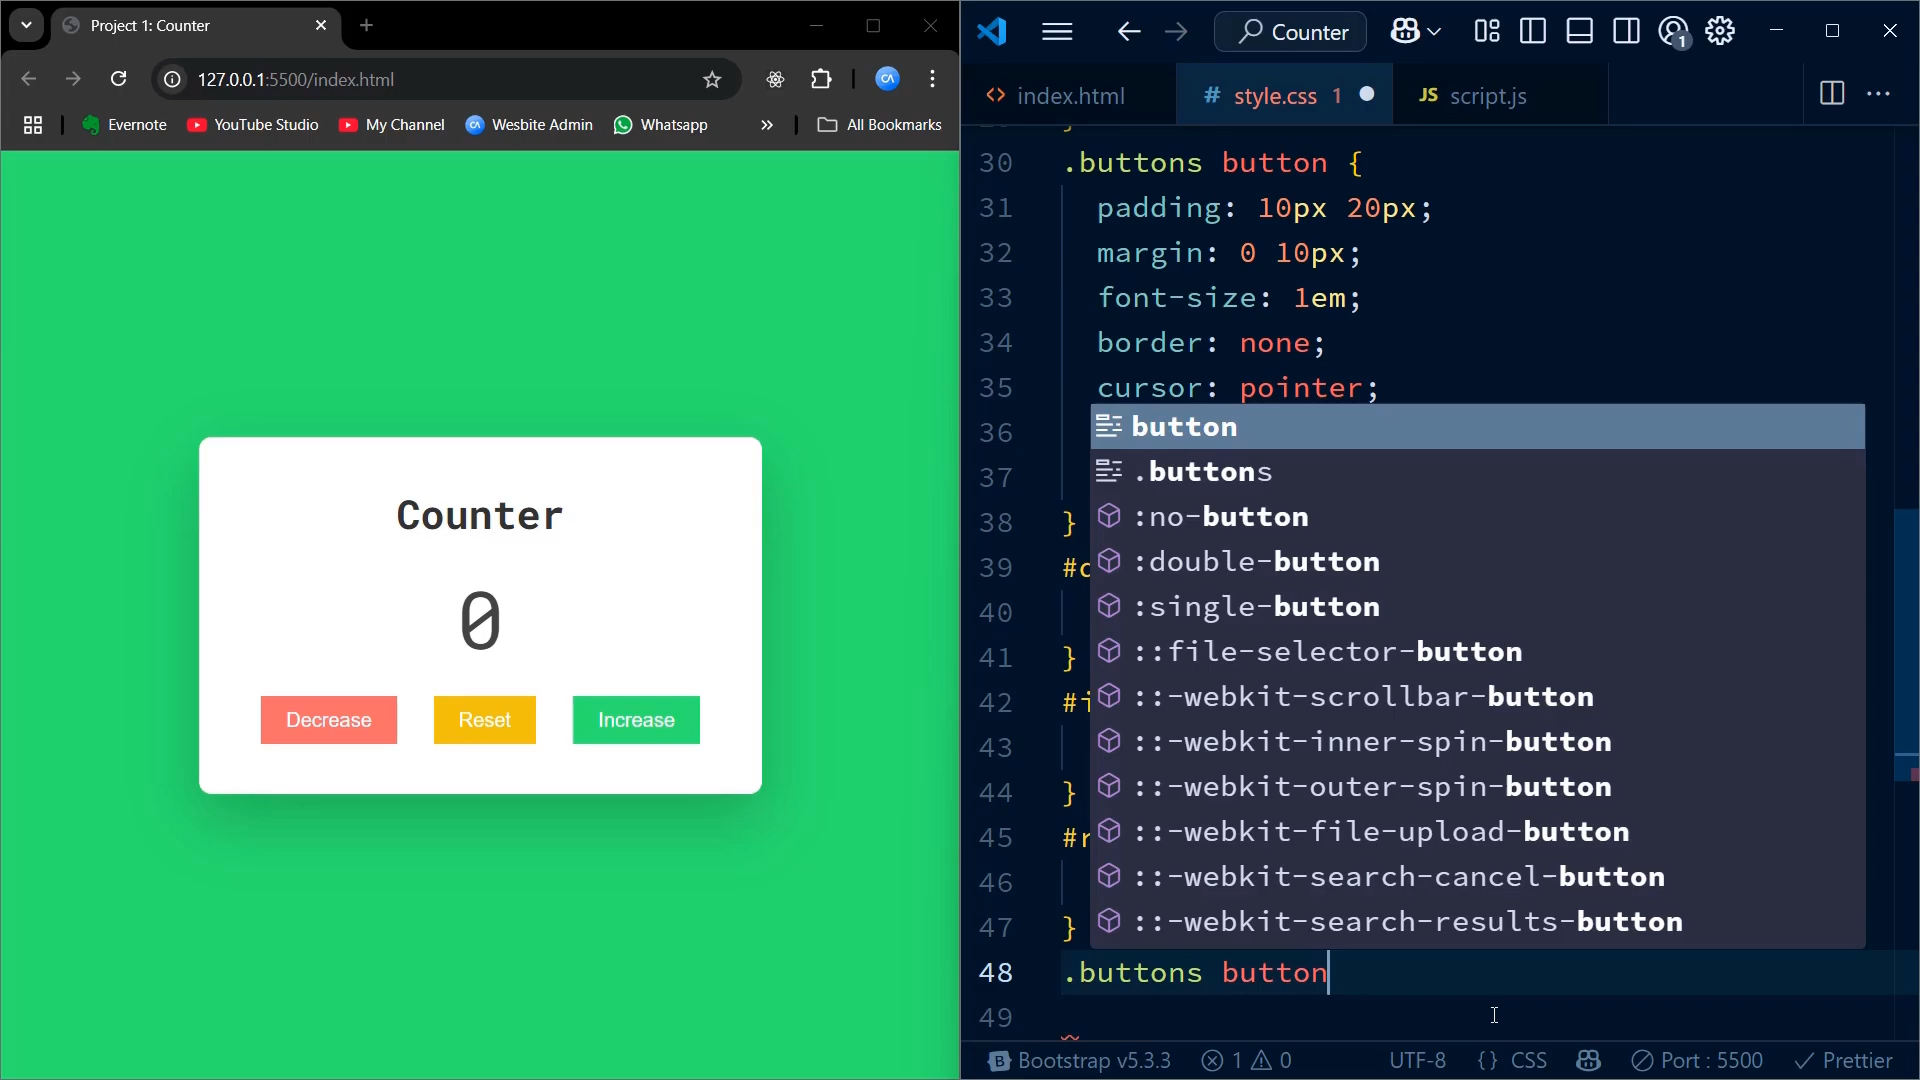 Project 1: Counter
127.0.0.1:5500/index.html
Evernote YouTube Studio My Channel Wesbite Admin Whatsapp » All Bookmarks
Counter
0
Decrease Reset Increase
Counter
1
index.html # style.css 1 JS script.js
30 .buttons button {
31 padding: 10px 20px;
32 margin: 0 10px;
33 font-size: 1em;
34 border: none;
35 cursor: pointer;
36 button
37 .buttons
:no-button
38 }
:double-button
39 #d
:single-button
40
::file-selector-button
41 }
::-webkit-scrollbar-button
42 #i
::-webkit-inner-spin-button
43
::-webkit-outer-spin-button
44 }
::-webkit-file-upload-button
45 #r
::-webkit-search-cancel-button
46
::-webkit-search-results-button
47 }
48 .buttons button
49
Bootstrap v5.3.3 1 0 UTF-8 {} CSS Port : 5500 Prettier